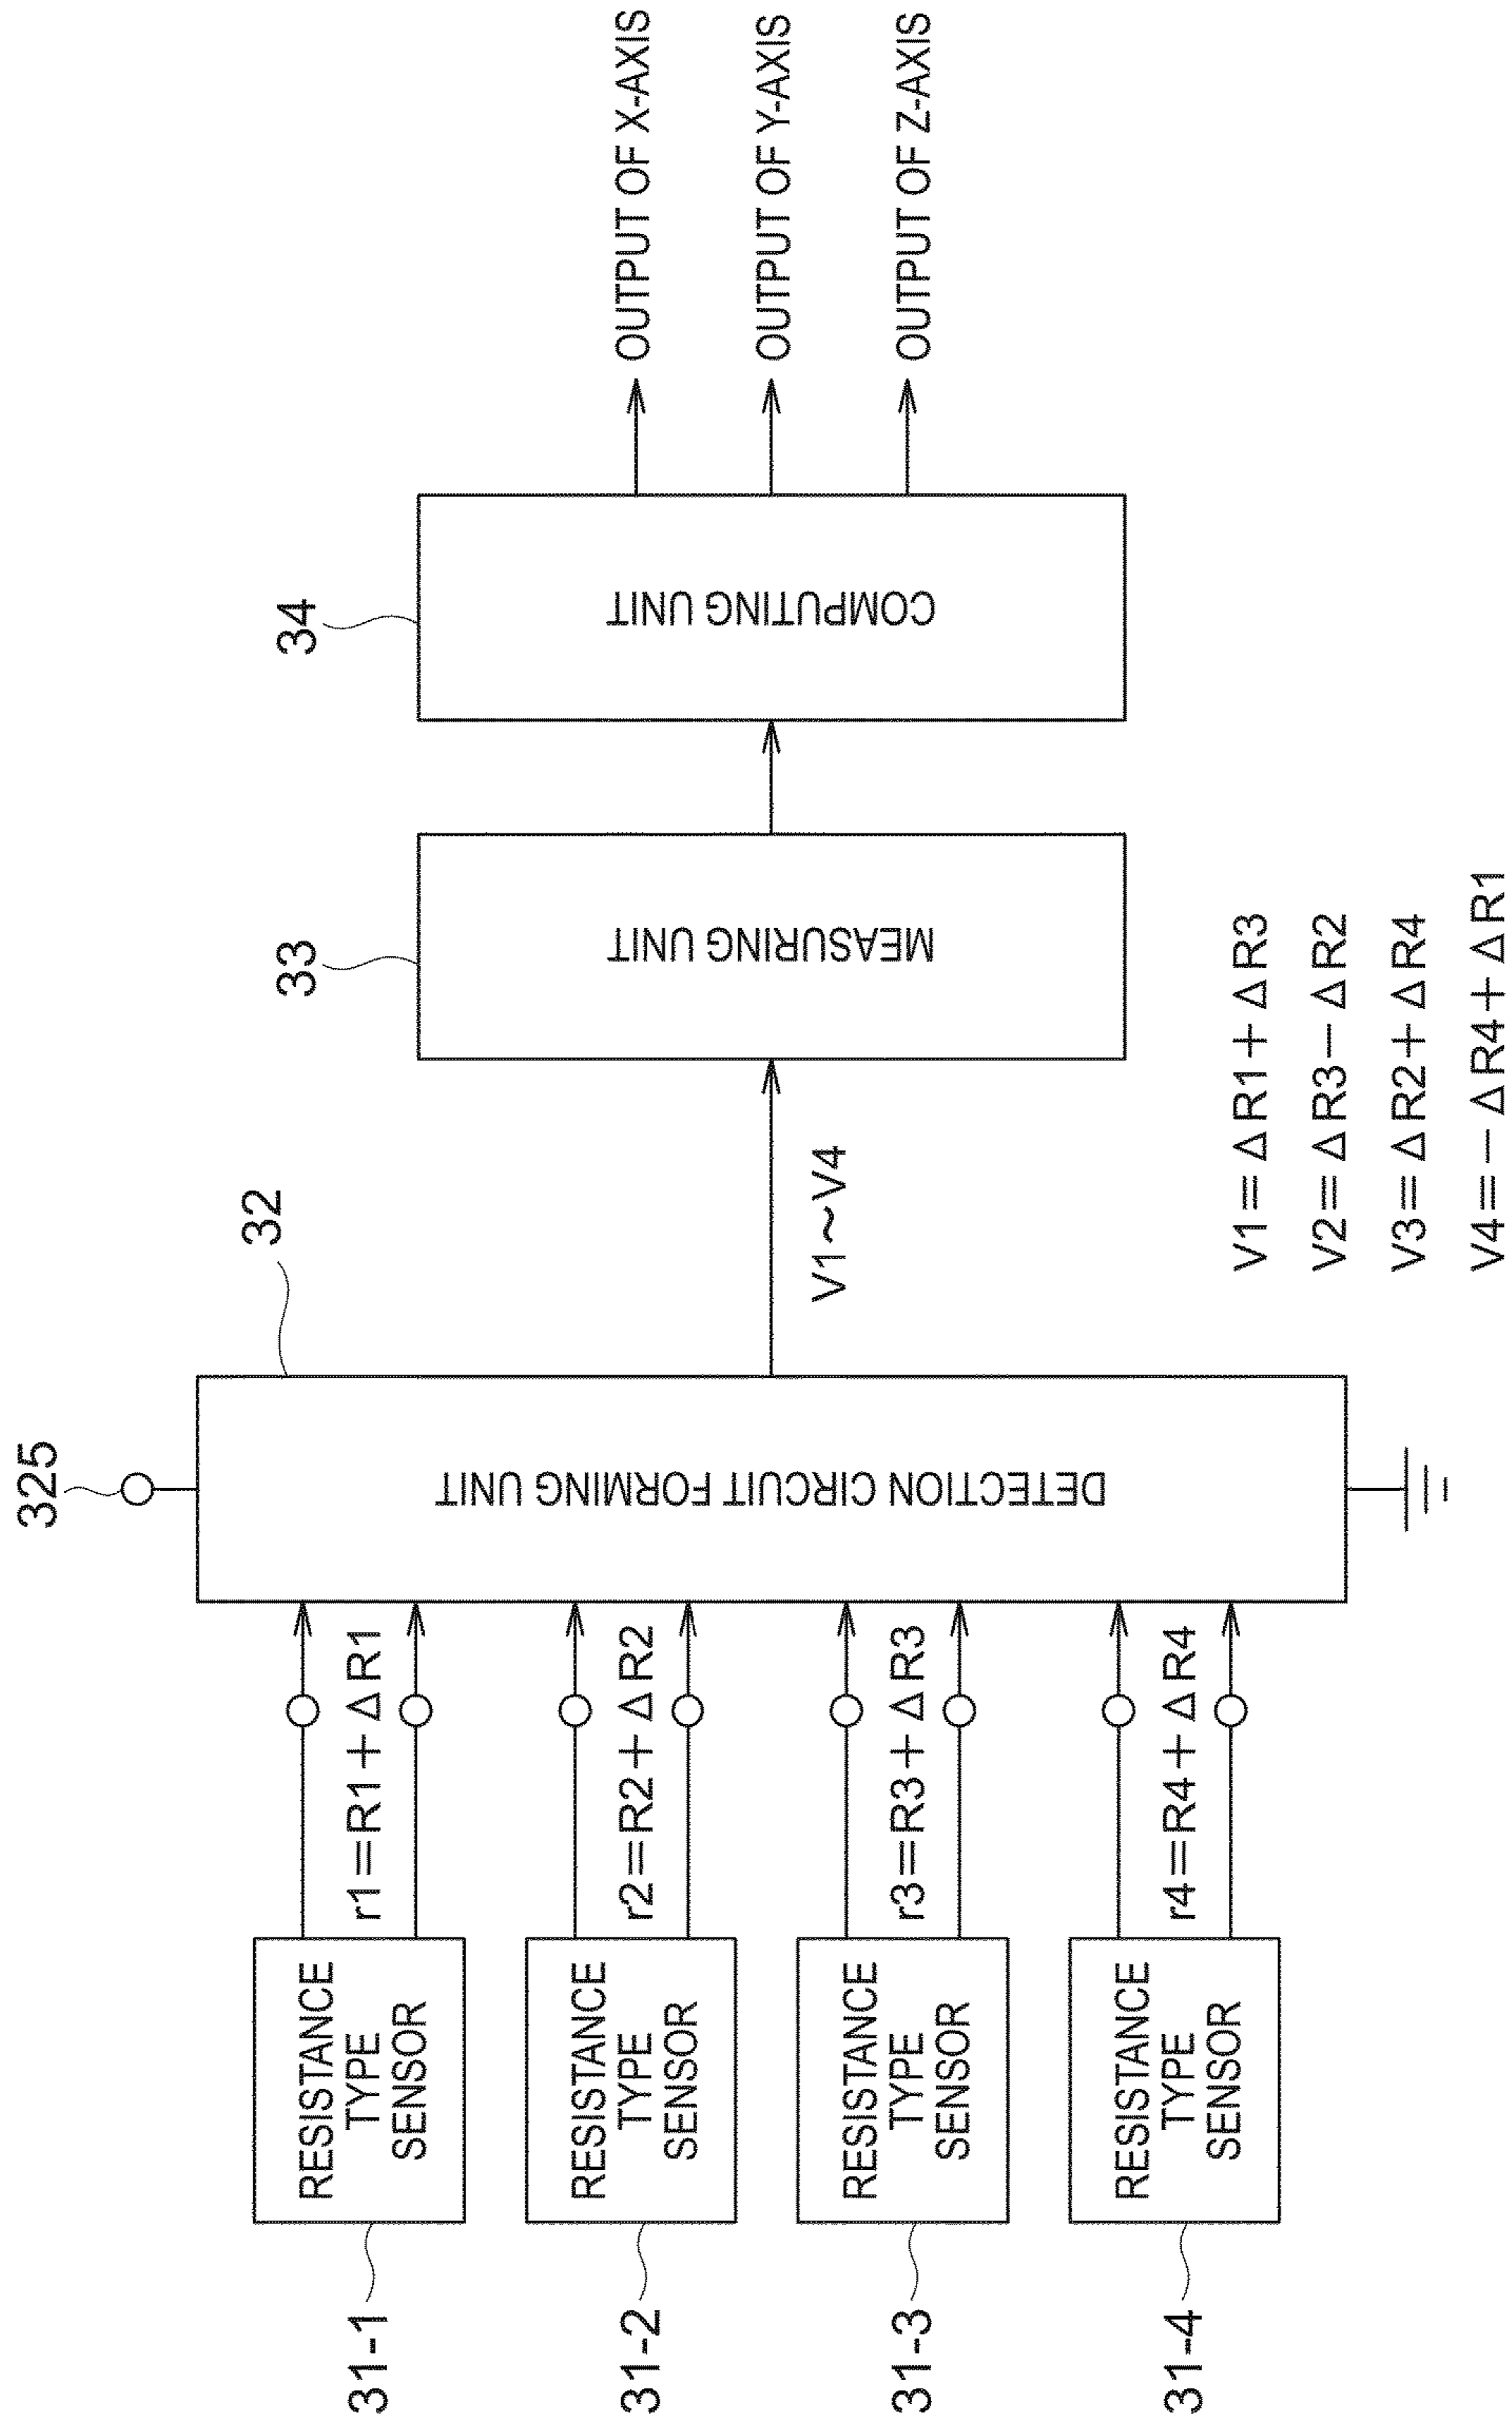 325
32
33
34
31-1
RESISTANCE
TYPE
SENSOR
r1=R1+ΔR1
31-2
RESISTANCE
TYPE
SENSOR
r2=R2+ΔR2
31-3
RESISTANCE
TYPE
SENSOR
r3=R3+ΔR3
31-4
RESISTANCE
TYPE
SENSOR
r4=R4+ΔR4
DETECTION CIRCUIT FORMING UNIT
V1~V4
MEASURING UNIT
COMPUTING UNIT
OUTPUT OF X-AXIS
OUTPUT OF Y-AXIS
OUTPUT OF Z-AXIS
V1=ΔR1+ΔR3
V2=ΔR3-ΔR2
V3=ΔR2+ΔR4
V4=-ΔR4+ΔR1